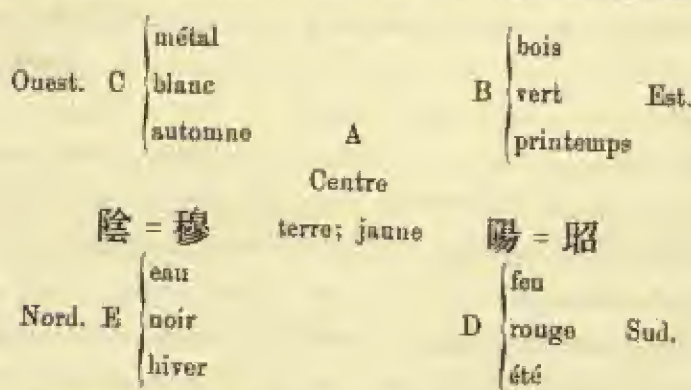 métal
Ouest. C blanc
automne
bois
B vert Est.
printemps
A
Centre
terre; jaune
陰 = 穆
陽 = 昭
eau
Nord. E noir
hiver
feu
D rouge Sud.
été